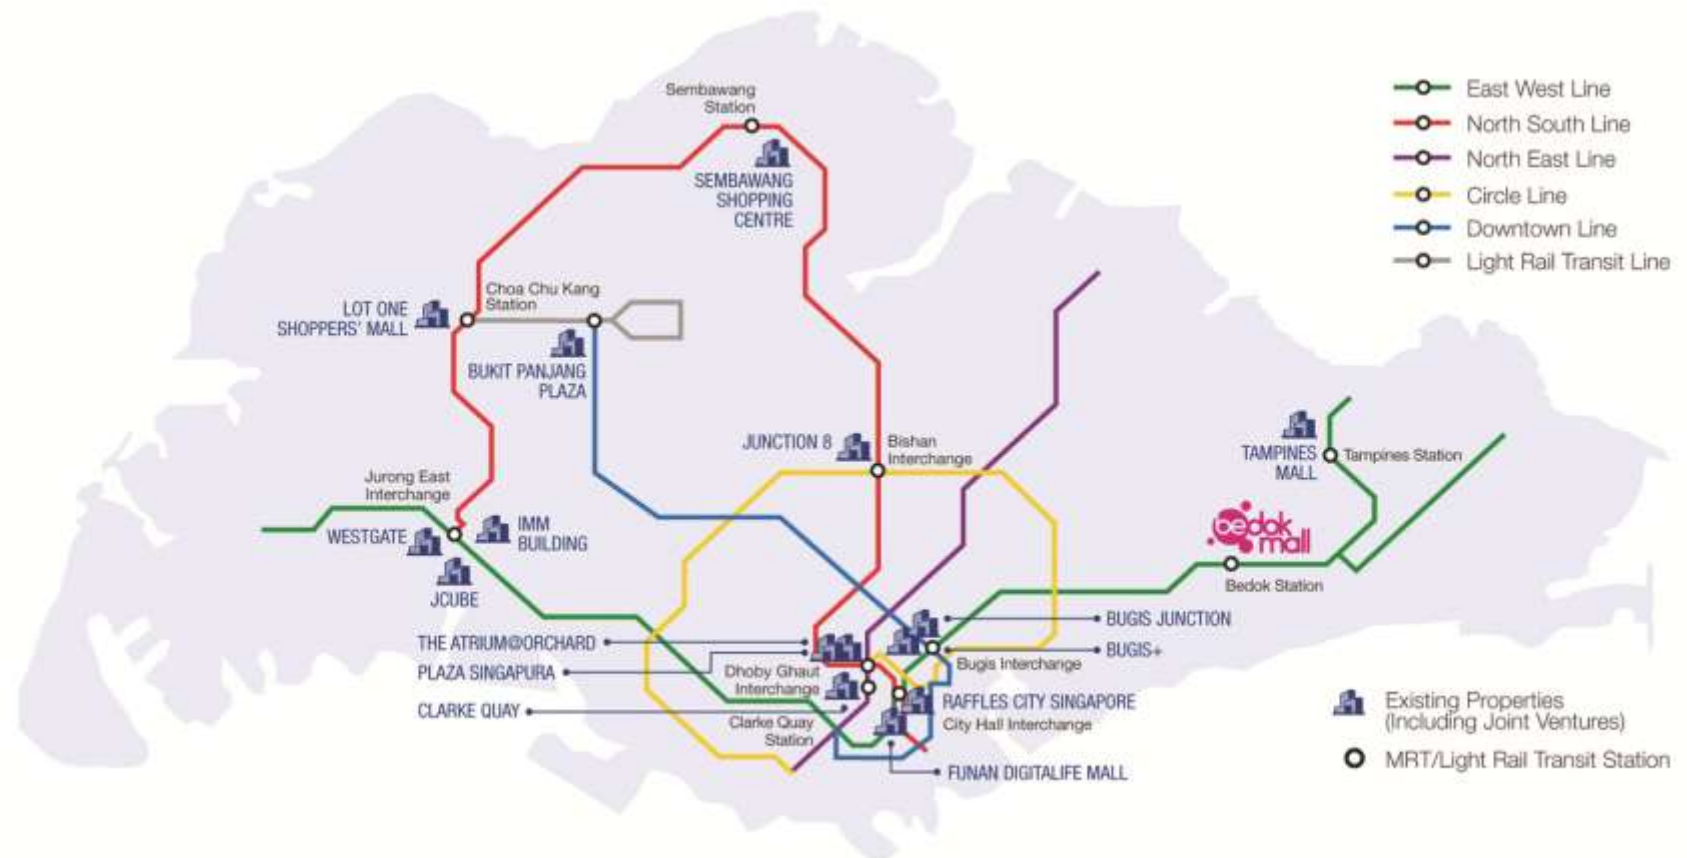 Sembawang
Station
SEMBAWANG
SHOPPING
CENTRE
East West Line
North South Line
North East Line
Circle Line
Downtown Line
Light Rail Transit Line
Choa Chu Kang
Station
LOT ONE
SHOPPERS' MALL
BUKIT PANJANG
PLAZA
JUNCTION 8
Bishan
Interchange
TAMPINES
MALL
Tampines Station
Jurong East
Interchange
WESTGATE
IMM
BUILDING
JCUBE
bedok
mall
Bedok Station
THE ATRIUM@ORCHARD
PLAZA SINGAPURA
CLARKE QUAY
Dhoby Ghaut
Interchange
Clarke Quay
Station
BUGIS JUNCTION
BUGIS+
Bugis Interchange
RAFFLES CITY SINGAPORE
City Hall Interchange
FUNAN DIGITALIFE MALL
Existing Properties
(Including Joint Ventures)
MRT/Light Rail Transit Station